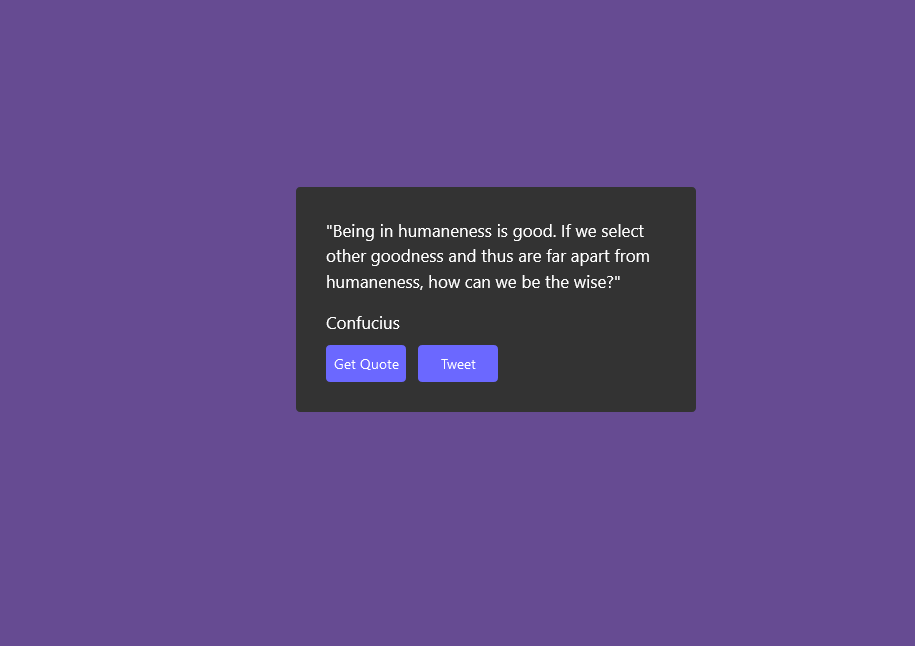 "Being in humaneness is good. If we select
other goodness and thus are far apart from
humaneness, how can we be the wise?"
Confucius
Get Quote Tweet